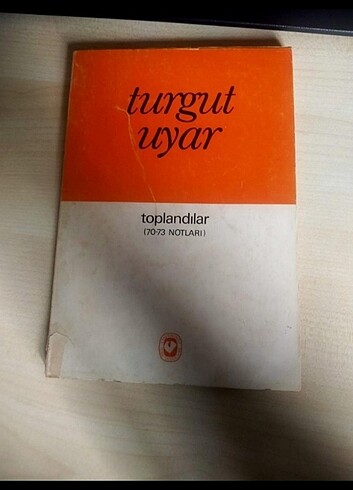 turgut
uyar
toplandılar
(70-73 NOTLARI)